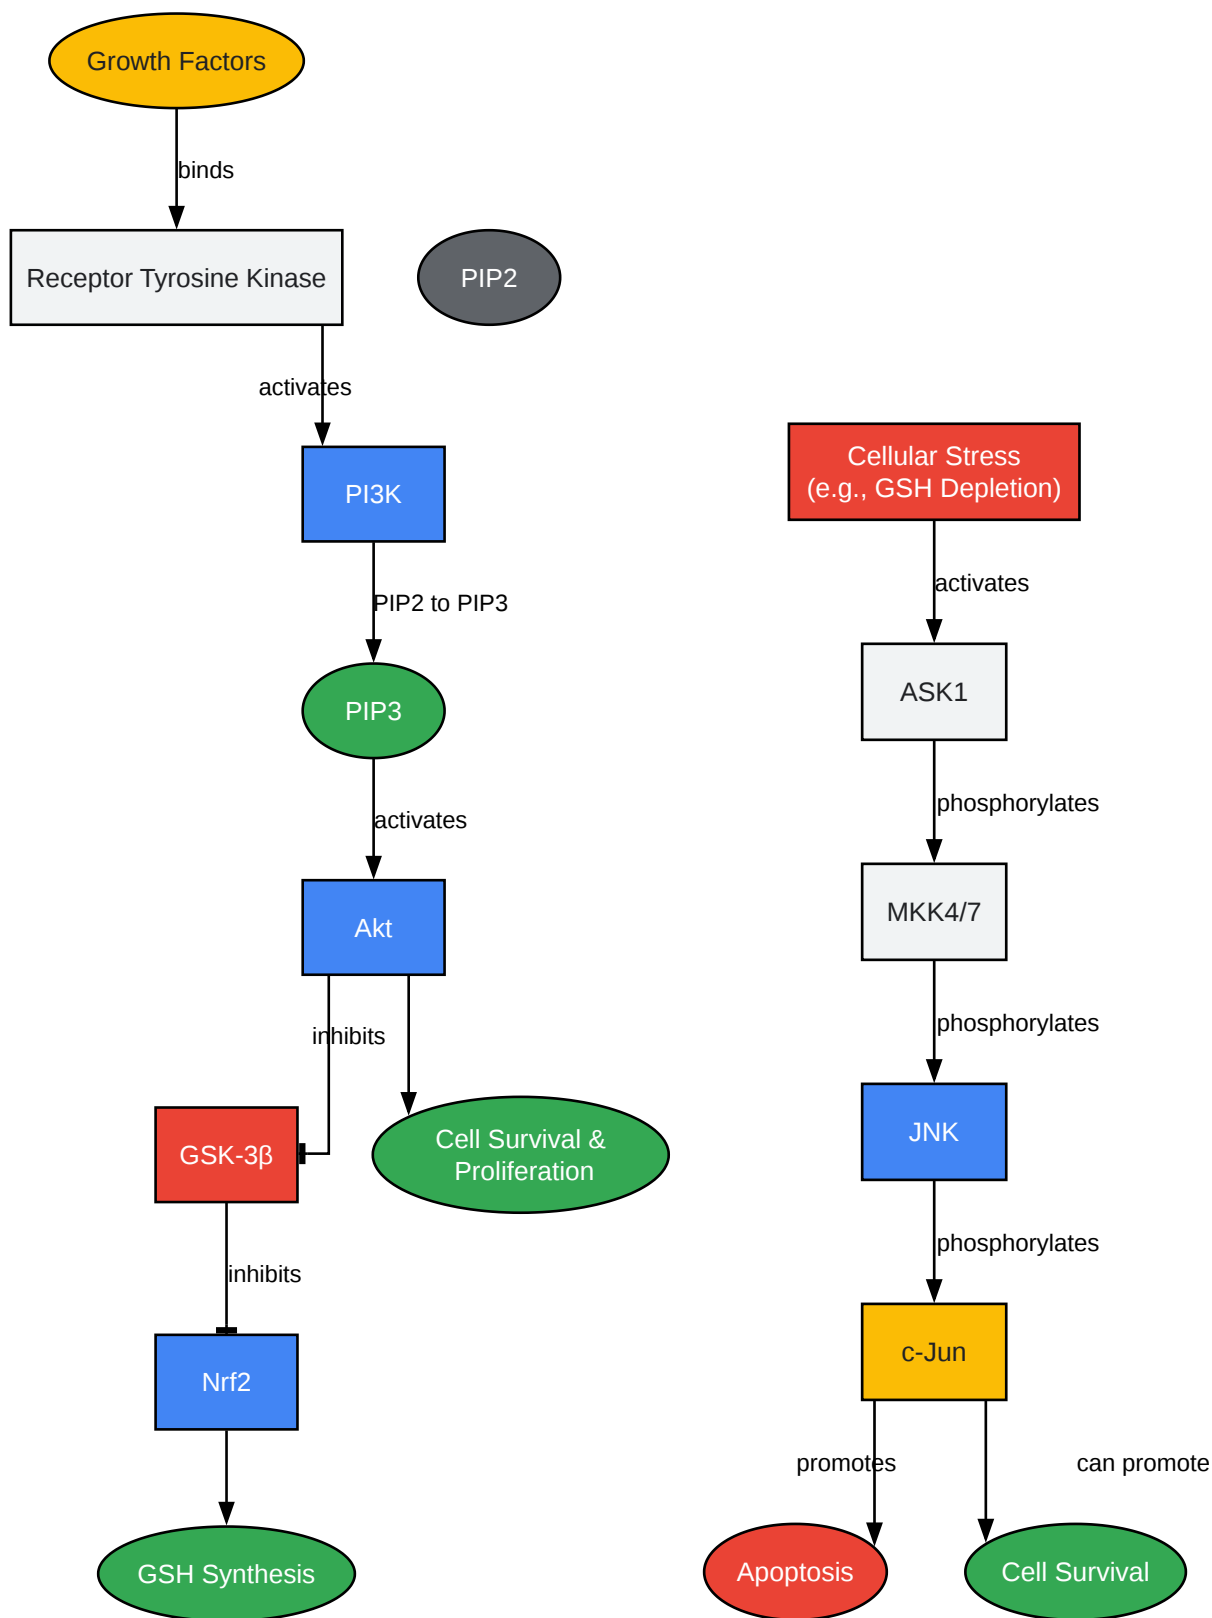 Growth Factors
binds
Receptor Tyrosine Kinase
PIP2
activates
PI3K
PIP2 to PIP3
PIP3
activates
Akt
inhibits
GSK-3β
Cell Survival &
Proliferation
inhibits
Nrf2
GSH Synthesis
Cellular Stress
(e.g., GSH Depletion)
activates
ASK1
phosphorylates
MKK4/7
phosphorylates
JNK
phosphorylates
c-Jun
promotes
can promote
Apoptosis
Cell Survival